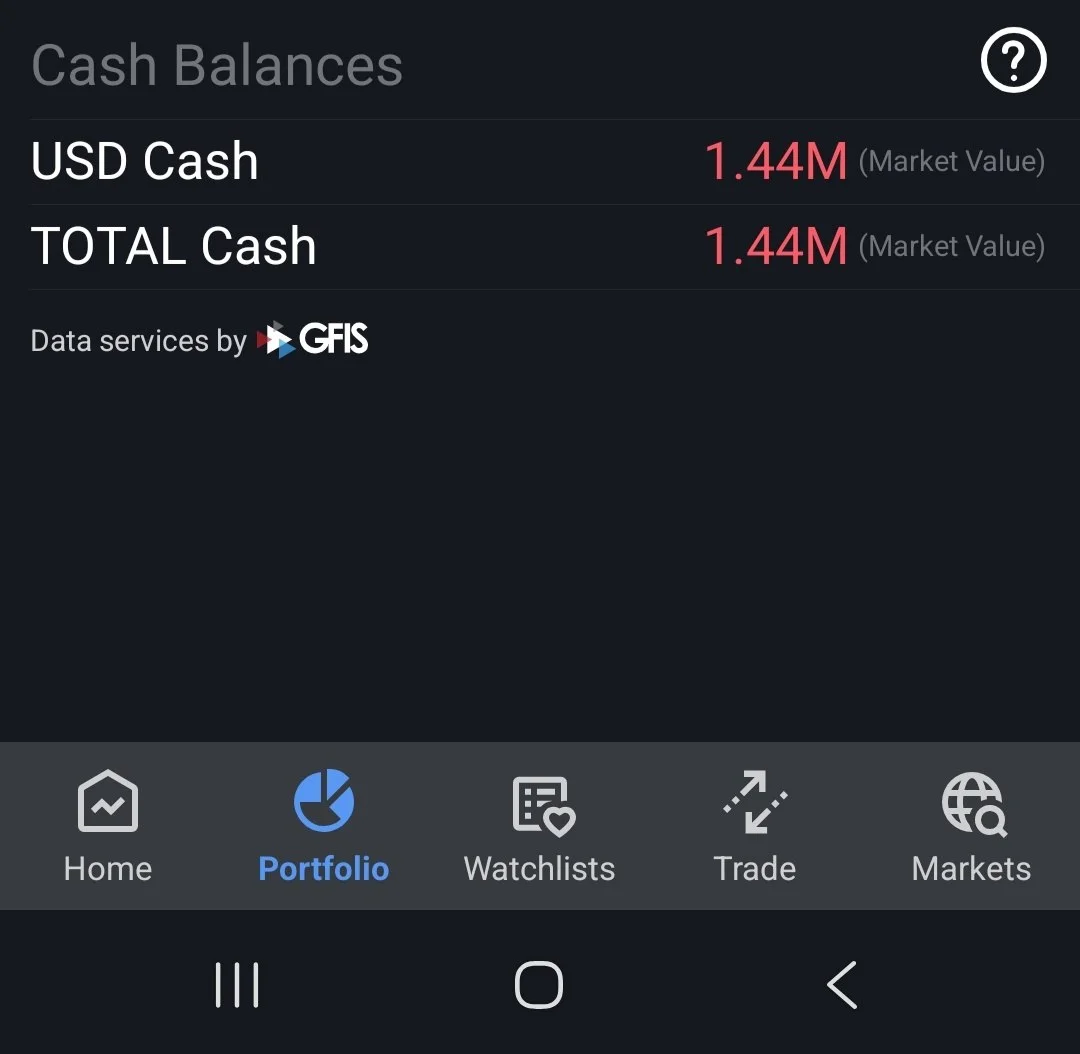 Cash Balances
USD Cash 1.44M (Market Value)
TOTAL Cash 1.44M (Market Value)
Data services by GFIS
Home Portfolio Watchlists Trade Markets